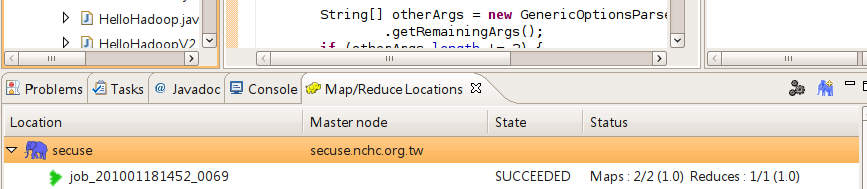 HelloHadoop.jav
HelloHadoopV2
String[] otherArgs = new GenericOptionsParse
.getRemainingArgs();
if (otherArgs.length != 2) {
Problems Tasks @ Javadoc Console Map/Reduce Locations
Location Master node State Status
secuse secuse.nchc.org.tw
job_201001181452_0069 SUCCEEDED Maps : 2/2 (1.0) Reduces : 1/1 (1.0)